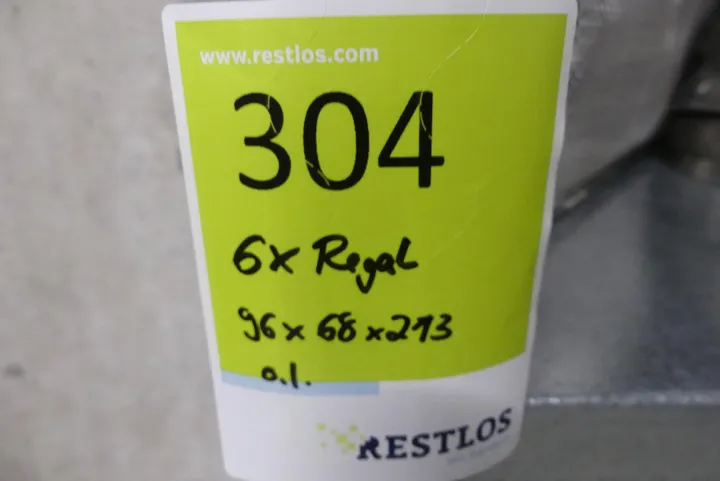 www.restlos.com
304
6x Regal
96 x 68 x 213
o.l.
RESTLOS